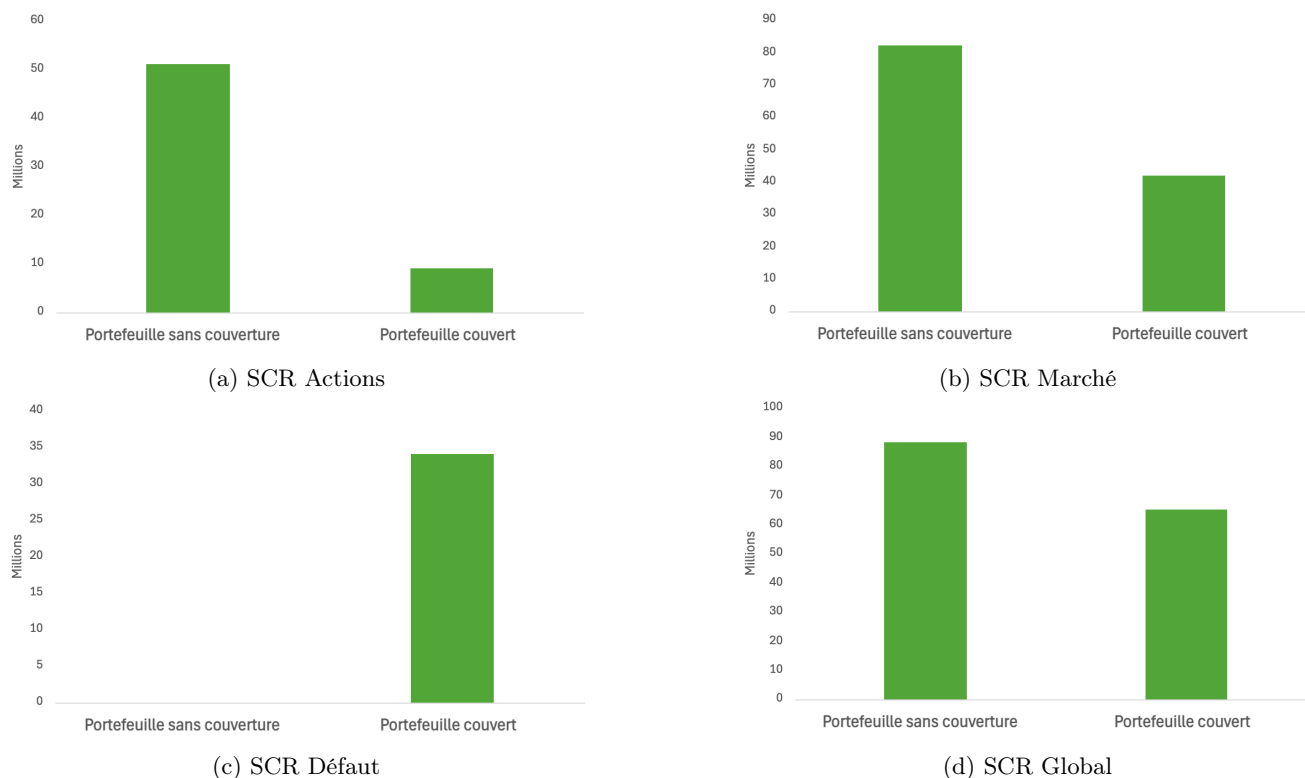 60
50
40
30
20
10
0
Millions
Portefeuille sans couverture
Portefeuille couvert
(a) SCR Actions
90
80
70
60
50
40
30
20
10
0
Millions
Portefeuille sans couverture
Portefeuille couvert
(b) SCR Marché
40
35
30
25
20
15
10
5
0
Millions
Portefeuille sans couverture
Portefeuille couvert
(c) SCR Défaut
100
90
80
70
60
50
40
30
20
10
0
Millions
Portefeuille sans couverture
Portefeuille couvert
(d) SCR Global